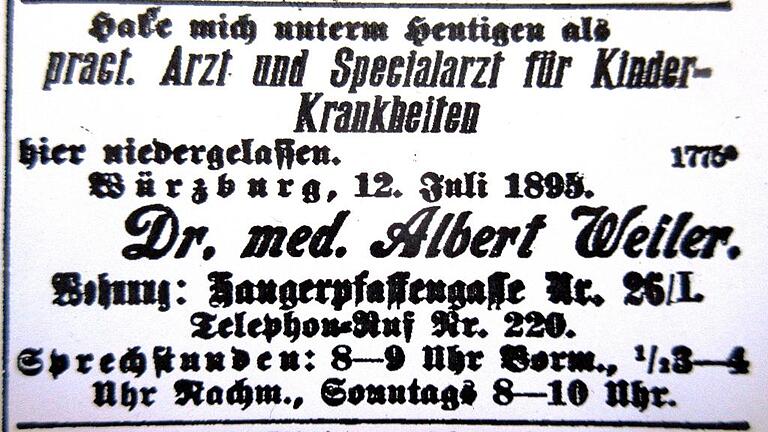 Habe mich unterm Heutigen als
pract. Arzt und Specialarzt für Kinder-
Krankheiten
hier niedergelassen. 1775
Würzburg, 12. Juli 1895.
Dr. med. Albert Weiler.
Wohnung: Haugerpfaffengasse Nr. 26/I.
Telephon-Ruf Nr. 220.
Sprechstunden: 8—9 Uhr Vorm., ½3—4
Uhr Nachm., Sonntags 8—10 Uhr.